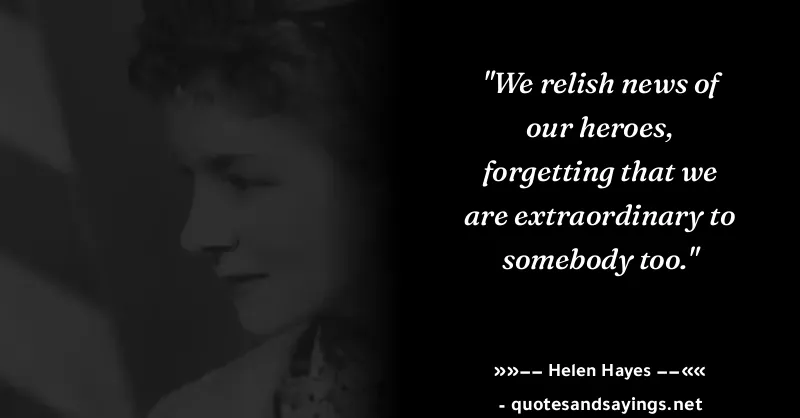 "We relish news of
our heroes,
forgetting that we
are extraordinary to
somebody too."
»»−− Helen Hayes −−««
- quotesandsayings.net